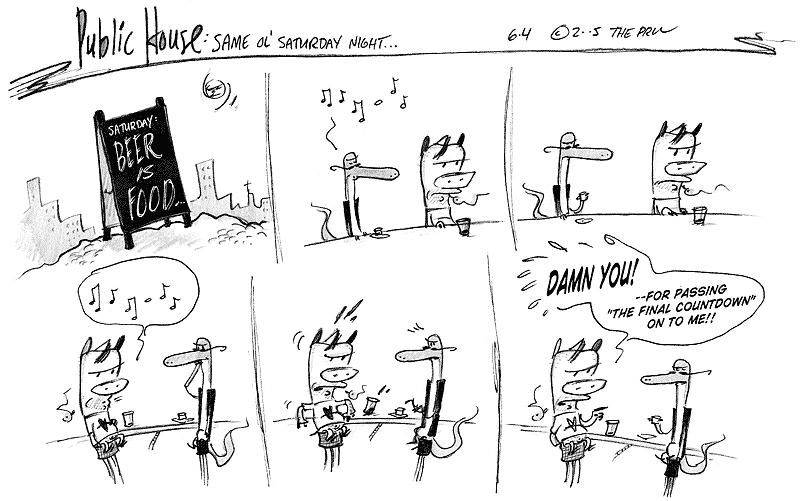 Public House: SAME OL' SATURDAY NIGHT...
6.4 © 2..5 THE PRW
SATURDAY:
BEER
IS
FOOD...
DAMN YOU!
--FOR PASSING
"THE FINAL COUNTDOWN"
ON TO ME!!